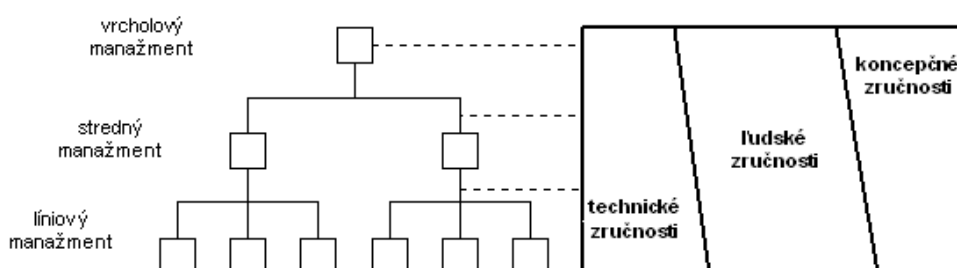 vrcholový
manažment
stredný
manažment
líniový
manažment
technické
zručnosti
ľudské
zručnosti
koncepčné
zručnosti